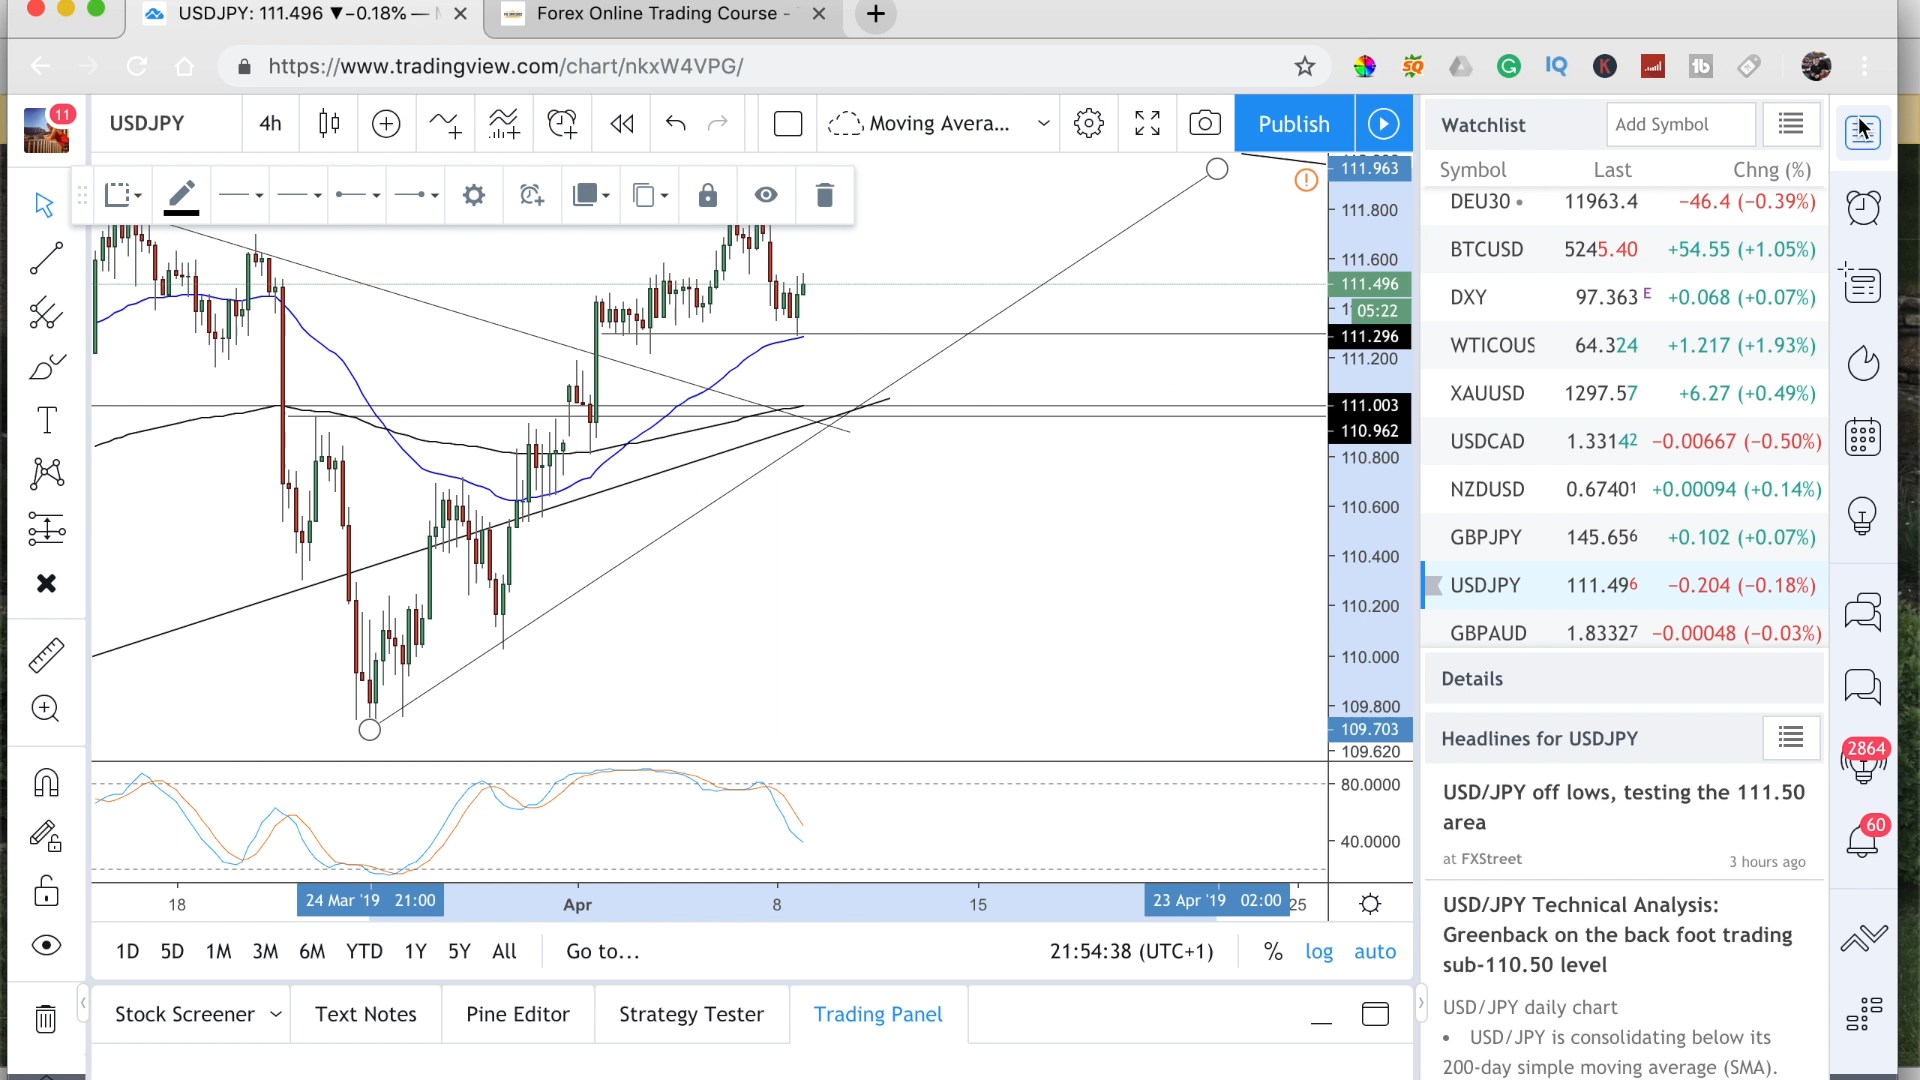 USDJPY: 111.496 ▼−0.18% —
Forex Online Trading Course -
https://www.tradingview.com/chart/nkxW4VPG/
SQ
G
IQ
K
tb
11
USDJPY
4h
Moving Avera...
Publish
Watchlist
Add Symbol
Symbol Last Chng (%)
DEU30 11963.4 −46.4 (−0.39%)
BTCUSD 5245.40 +54.55 (+1.05%)
DXY 97.363 E +0.068 (+0.07%)
WTICOUS 64.324 +1.217 (+1.93%)
XAUUSD 1297.57 +6.27 (+0.49%)
USDCAD 1.33142 −0.00667 (−0.50%)
NZDUSD 0.67401 +0.00094 (+0.14%)
GBPJPY 145.656 +0.102 (+0.07%)
USDJPY 111.496 −0.204 (−0.18%)
GBPAUD 1.83327 −0.00048 (−0.03%)
111.963
111.800
111.600
111.496
05:22
111.296
111.200
111.003
110.962
110.800
110.600
110.400
110.200
110.000
109.800
109.703
109.620
80.0000
40.0000
18
24 Mar '19 21:00
Apr
8
15
23 Apr '19 02:00
25
1D 5D 1M 3M 6M YTD 1Y 5Y All
Go to...
21:54:38 (UTC+1)
% log auto
Stock Screener
Text Notes
Pine Editor
Strategy Tester
Trading Panel
Details
Headlines for USDJPY
USD/JPY off lows, testing the 111.50
area
at FXStreet 3 hours ago
USD/JPY Technical Analysis:
Greenback on the back foot trading
sub-110.50 level
USD/JPY daily chart
• USD/JPY is consolidating below its
200-day simple moving average (SMA).
2864
60